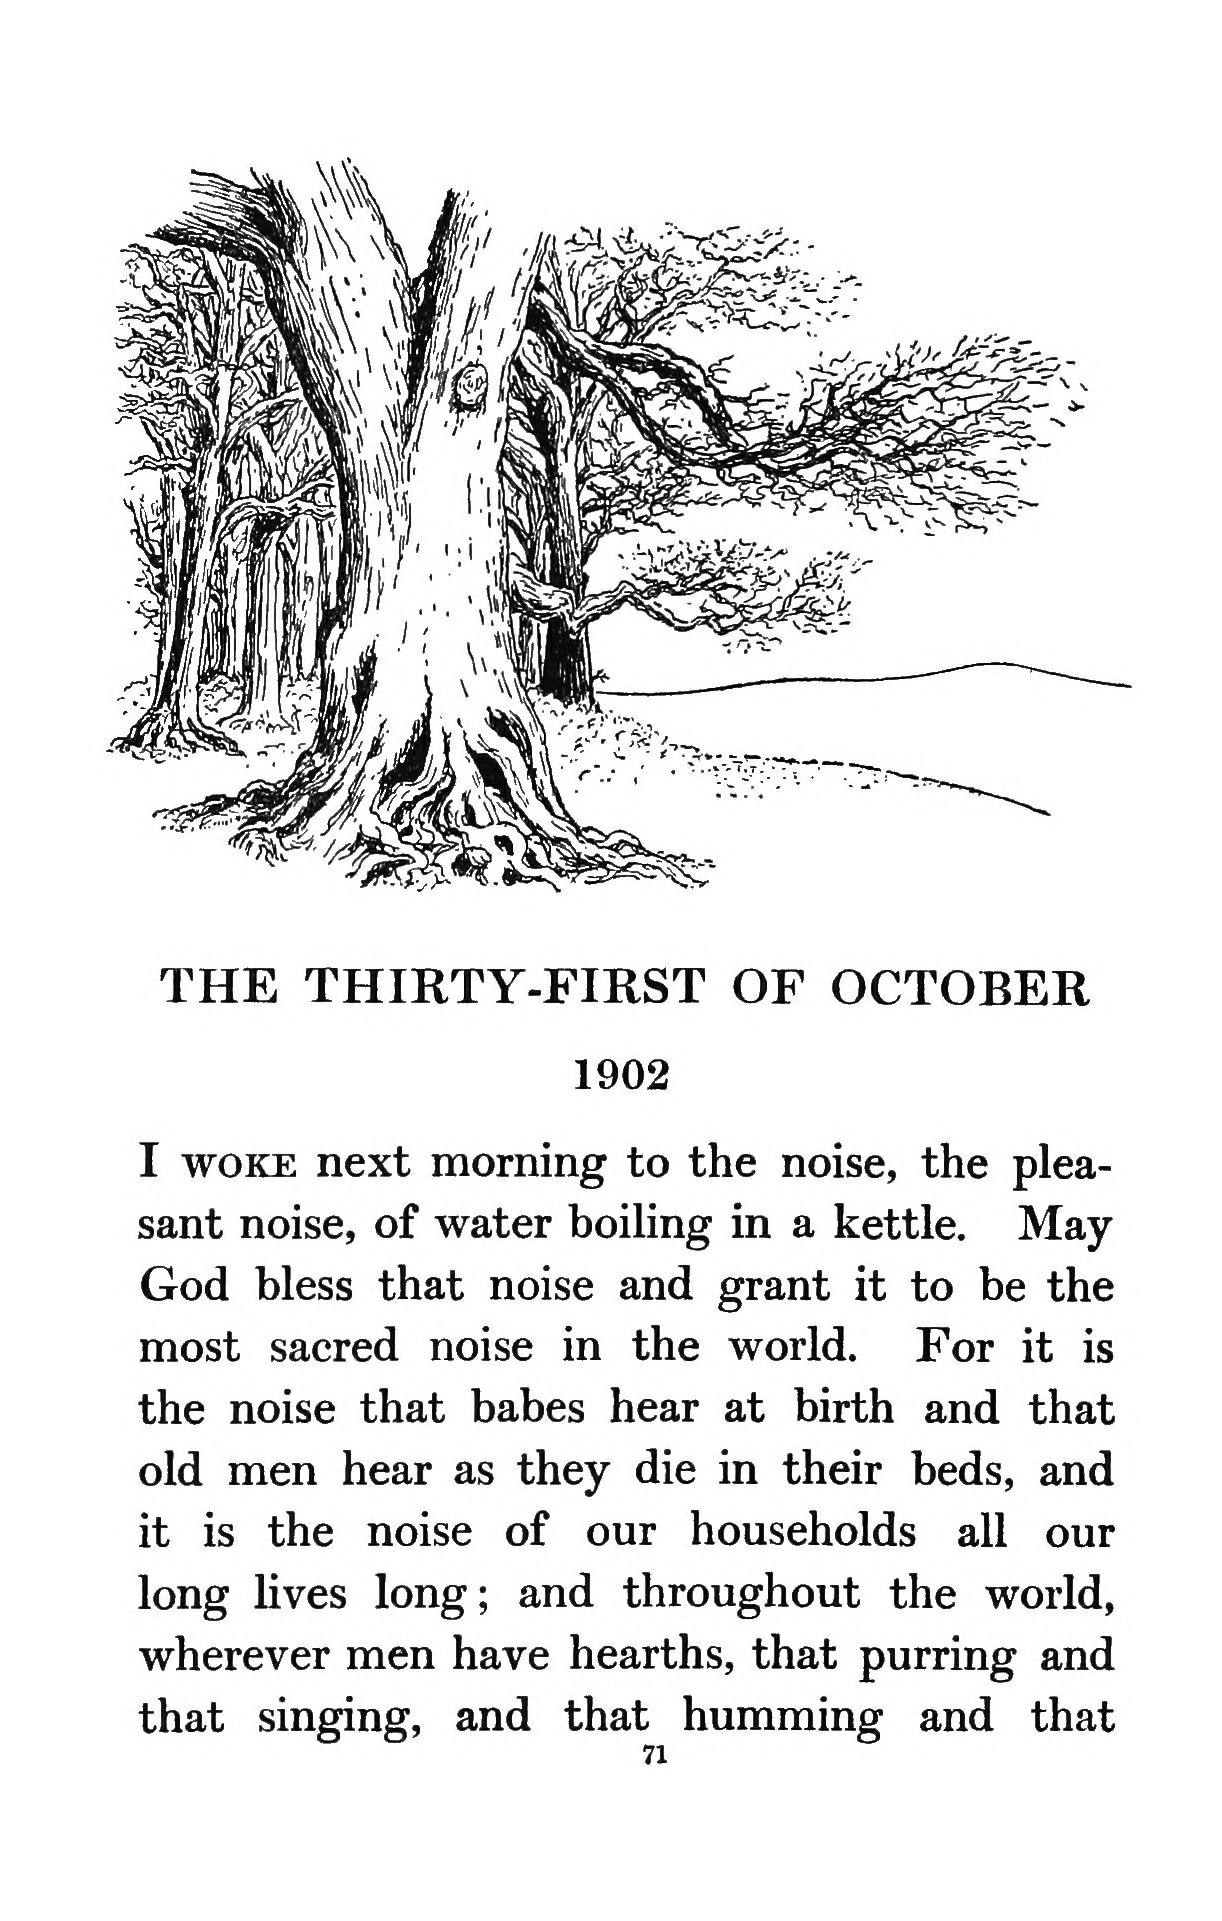 THE THIRTY-FIRST OF OCTOBER
1902
I WOKE next morning to the noise, the plea-
sant noise, of water boiling in a kettle. May
God bless that noise and grant it to be the
most sacred noise in the world. For it is
the noise that babes hear at birth and that
old men hear as they die in their beds, and
it is the noise of our households all our
long lives long; and throughout the world,
wherever men have hearths, that purring and
that singing, and that humming and that
71